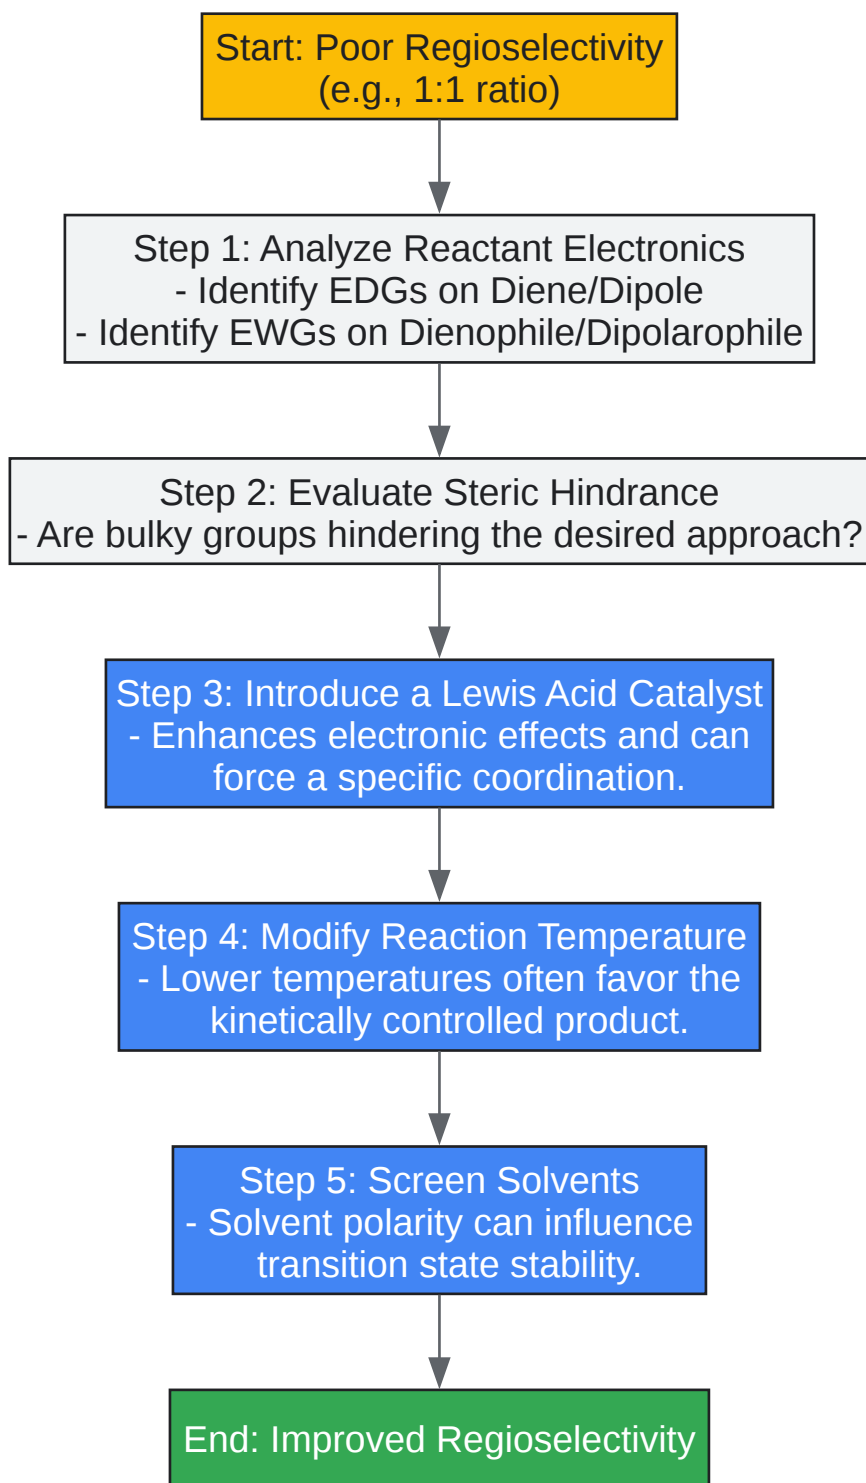 Start: Poor Regioselectivity
(e.g., 1:1 ratio)
Step 1: Analyze Reactant Electronics
- Identify EDGs on Diene/Dipole
- Identify EWGs on Dienophile/Dipolarophile
Step 2: Evaluate Steric Hindrance
- Are bulky groups hindering the desired approach?
Step 3: Introduce a Lewis Acid Catalyst
- Enhances electronic effects and can
force a specific coordination.
Step 4: Modify Reaction Temperature
- Lower temperatures often favor the
kinetically controlled product.
Step 5: Screen Solvents
- Solvent polarity can influence
transition state stability.
End: Improved Regioselectivity